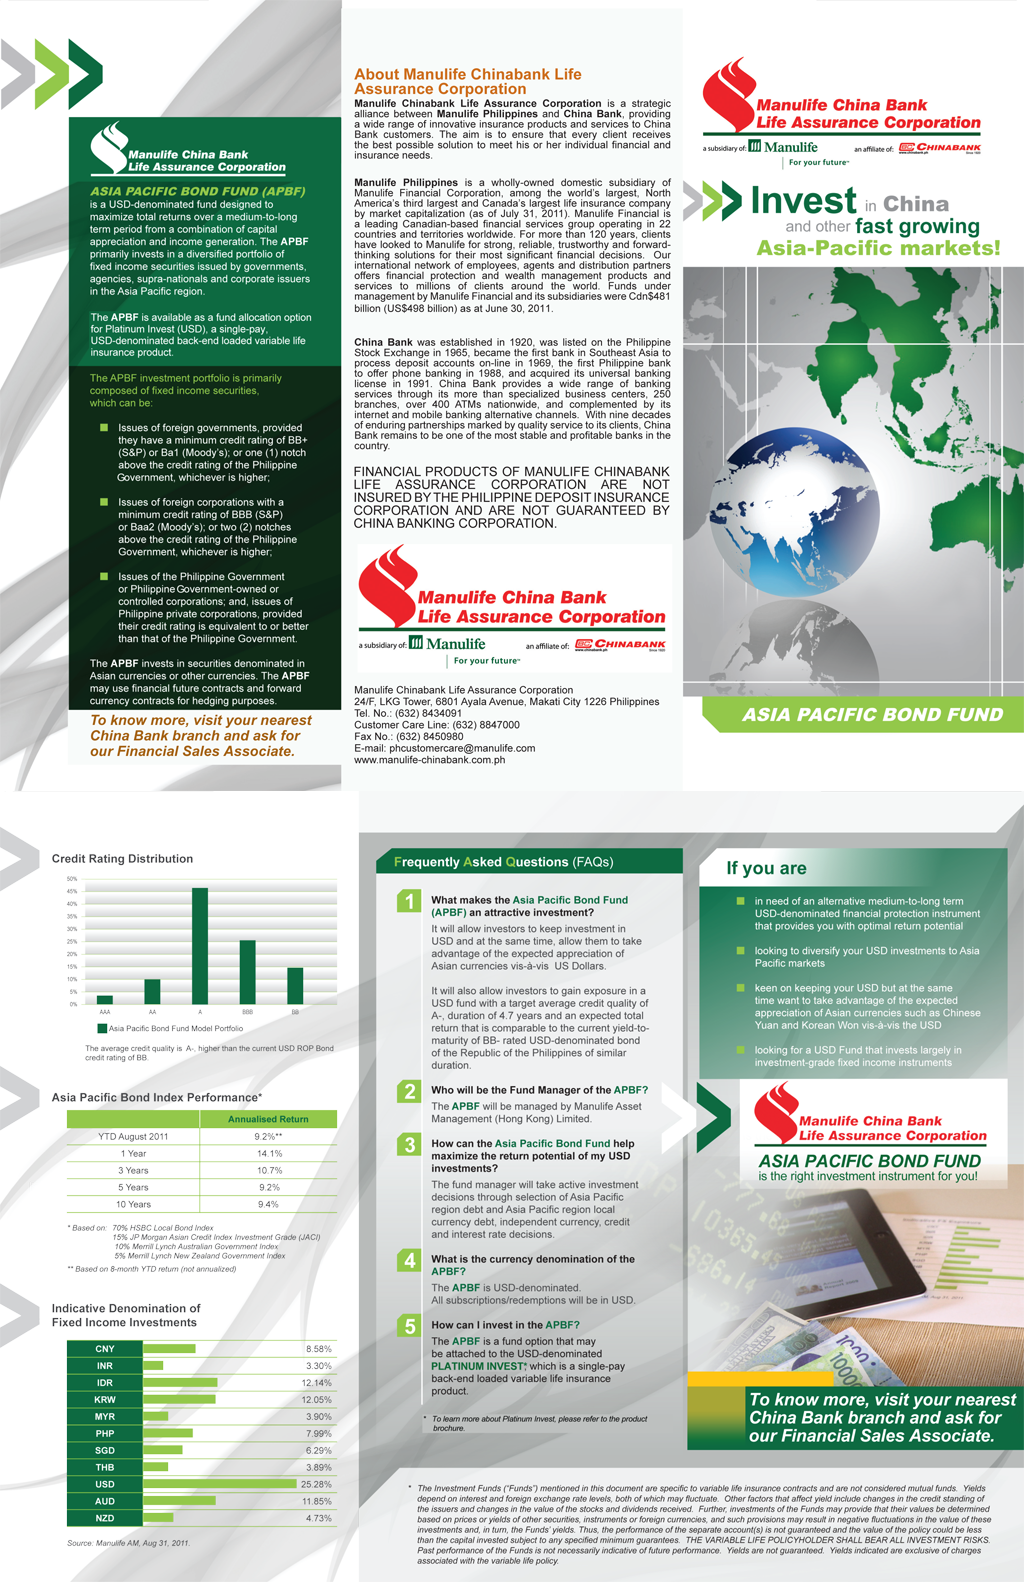 Manulife China Bank
Life Assurance Corporation
ASIA PACIFIC BOND FUND (APBF)
is a USD-denominated fund designed to
maximize total returns over a medium-to-long
term period from a combination of capital
appreciation and income generation. The APBF
primarily invests in a diversified portfolio of
fixed income securities issued by governments,
agencies, supra-nationals and corporate issuers
in the Asia Pacific region.
The APBF is available as a fund allocation option
for Platinum Invest (USD), a single-pay,
USD-denominated back-end loaded variable life
insurance product.
The APBF investment portfolio is primarily
composed of fixed income securities,
which can be:
Issues of foreign governments, provided
they have a minimum credit rating of BB+
(S&P) or Ba1 (Moody's); or one (1) notch
above the credit rating of the Philippine
Government, whichever is higher;
Issues of foreign corporations with a
minimum credit rating of BBB (S&P)
or Baa2 (Moody's); or two (2) notches
above the credit rating of the Philippine
Government, whichever is higher;
Issues of the Philippine Government
or Philippine Government-owned or
controlled corporations; and, issues of
Philippine private corporations, provided
their credit rating is equivalent to or better
than that of the Philippine Government.
The APBF invests in securities denominated in
Asian currencies or other currencies. The APBF
may use financial future contracts and forward
currency contracts for hedging purposes.
To know more, visit your nearest
China Bank branch and ask for
our Financial Sales Associate.
About Manulife Chinabank Life
Assurance Corporation
Manulife Chinabank Life Assurance Corporation is a strategic
alliance between Manulife Philippines and China Bank, providing
a wide range of innovative insurance products and services to China
Bank customers. The aim is to ensure that every client receives
the best possible solution to meet his or her individual financial and
insurance needs.
Manulife Philippines is a wholly-owned domestic subsidiary of
Manulife Financial Corporation, among the world's largest, North
America's third largest and Canada's largest life insurance company
by market capitalization (as of July 31, 2011). Manulife Financial is
a leading Canadian-based financial services group operating in 22
countries and territories worldwide. For more than 120 years, clients
have looked to Manulife for strong, reliable, trustworthy and forward-
thinking solutions for their most significant financial decisions. Our
international network of employees, agents and distribution partners
offers financial protection and wealth management products and
services to millions of clients around the world. Funds under
management by Manulife Financial and its subsidiaries were Cdn$481
billion (US$498 billion) as at June 30, 2011.
China Bank was established in 1920, was listed on the Philippine
Stock Exchange in 1965, became the first bank in Southeast Asia to
process deposit accounts on-line in 1969, the first Philippine bank
to offer phone banking in 1988, and acquired its universal banking
license in 1991. China Bank provides a wide range of banking
services through its more than specialized business centers, 250
branches, over 400 ATMs nationwide, and complemented by its
internet and mobile banking alternative channels. With nine decades
of enduring partnerships marked by quality service to its clients, China
Bank remains to be one of the most stable and profitable banks in the
country.
FINANCIAL PRODUCTS OF MANULIFE CHINABANK
LIFE ASSURANCE CORPORATION ARE NOT
INSURED BY THE PHILIPPINE DEPOSIT INSURANCE
CORPORATION AND ARE NOT GUARANTEED BY
CHINA BANKING CORPORATION.
Manulife China Bank
Life Assurance Corporation
a subsidiary of: Manulife an affiliate of: CHINABANK
www.chinabank.ph Since 1920
For your future™
Manulife Chinabank Life Assurance Corporation
24/F, LKG Tower, 6801 Ayala Avenue, Makati City 1226 Philippines
Tel. No.: (632) 8434091
Customer Care Line: (632) 8847000
Fax No.: (632) 8450980
E-mail: phcustomercare@manulife.com
www.manulife-chinabank.com.ph
Manulife China Bank
Life Assurance Corporation
a subsidiary of: Manulife an affiliate of: CHINABANK
www.chinabank.ph Since 1920
For your future™
Invest in China
and other fast growing
Asia-Pacific markets!
ASIA PACIFIC BOND FUND
Credit Rating Distribution
50%
45%
40%
35%
30%
25%
20%
15%
10%
5%
0%
AAA AA A BBB BB
Asia Pacific Bond Fund Model Portfolio
The average credit quality is A-, higher than the current USD ROP Bond
credit rating of BB.
Asia Pacific Bond Index Performance*
Annualised Return
YTD August 2011 9.2%**
1 Year 14.1%
3 Years 10.7%
5 Years 9.2%
10 Years 9.4%
* Based on: 70% HSBC Local Bond Index
15% JP Morgan Asian Credit Index Investment Grade (JACI)
10% Merrill Lynch Australian Government Index
5% Merrill Lynch New Zealand Government Index
** Based on 8-month YTD return (not annualized)
Indicative Denomination of
Fixed Income Investments
CNY 8.58%
INR 3.30%
IDR 12.14%
KRW 12.05%
MYR 3.90%
PHP 7.99%
SGD 6.29%
THB 3.89%
USD 25.28%
AUD 11.85%
NZD 4.73%
Source: Manulife AM, Aug 31, 2011.
Frequently Asked Questions (FAQs)
1 What makes the Asia Pacific Bond Fund
(APBF) an attractive investment?
It will allow investors to keep investment in
USD and at the same time, allow them to take
advantage of the expected appreciation of
Asian currencies vis-à-vis US Dollars.
It will also allow investors to gain exposure in a
USD fund with a target average credit quality of
A-, duration of 4.7 years and an expected total
return that is comparable to the current yield-to-
maturity of BB- rated USD-denominated bond
of the Republic of the Philippines of similar
duration.
2 Who will be the Fund Manager of the APBF?
The APBF will be managed by Manulife Asset
Management (Hong Kong) Limited.
3 How can the Asia Pacific Bond Fund help
maximize the return potential of my USD
investments?
The fund manager will take active investment
decisions through selection of Asia Pacific
region debt and Asia Pacific region local
currency debt, independent currency, credit
and interest rate decisions.
4 What is the currency denomination of the
APBF?
The APBF is USD-denominated.
All subscriptions/redemptions will be in USD.
5 How can I invest in the APBF?
The APBF is a fund option that may
be attached to the USD-denominated
PLATINUM INVEST*, which is a single-pay
back-end loaded variable life insurance
product.
* To learn more about Platinum Invest, please refer to the product
brochure.
If you are
in need of an alternative medium-to-long term
USD-denominated financial protection instrument
that provides you with optimal return potential
looking to diversify your USD investments to Asia
Pacific markets
keen on keeping your USD but at the same
time want to take advantage of the expected
appreciation of Asian currencies such as Chinese
Yuan and Korean Won vis-à-vis the USD
looking for a USD Fund that invests largely in
investment-grade fixed income instruments
Manulife China Bank
Life Assurance Corporation
ASIA PACIFIC BOND FUND
is the right investment instrument for you!
To know more, visit your nearest
China Bank branch and ask for
our Financial Sales Associate.
* The Investment Funds ("Funds") mentioned in this document are specific to variable life insurance contracts and are not considered mutual funds. Yields
depend on interest and foreign exchange rate levels, both of which may fluctuate. Other factors that affect yield include changes in the credit standing of
the issuers and changes in the value of the stocks and dividends received. Further, investments of the Funds may provide that their values be determined
based on prices or yields of other securities, instruments or foreign currencies, and such provisions may result in negative fluctuations in the value of these
investments and, in turn, the Funds' yields. Thus, the performance of the separate account(s) is not guaranteed and the value of the policy could be less
than the capital invested subject to any specified minimum guarantees. THE VARIABLE LIFE POLICYHOLDER SHALL BEAR ALL INVESTMENT RISKS.
Past performance of the Funds is not necessarily indicative of future performance. Yields are not guaranteed. Yields indicated are exclusive of charges
associated with the variable life policy.